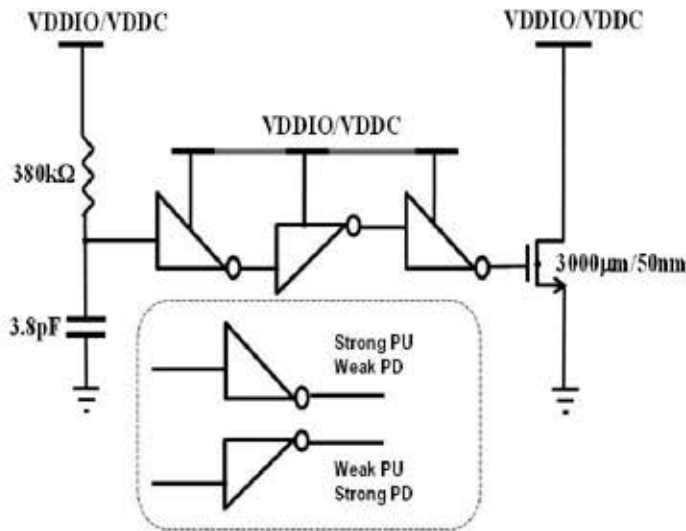 VDDIO/VDDC
VDDIO/VDDC
VDDIO/VDDC
380kΩ
3000μm/50nm
3.8pF
Strong PU
Weak PD
Weak PU
Strong PD